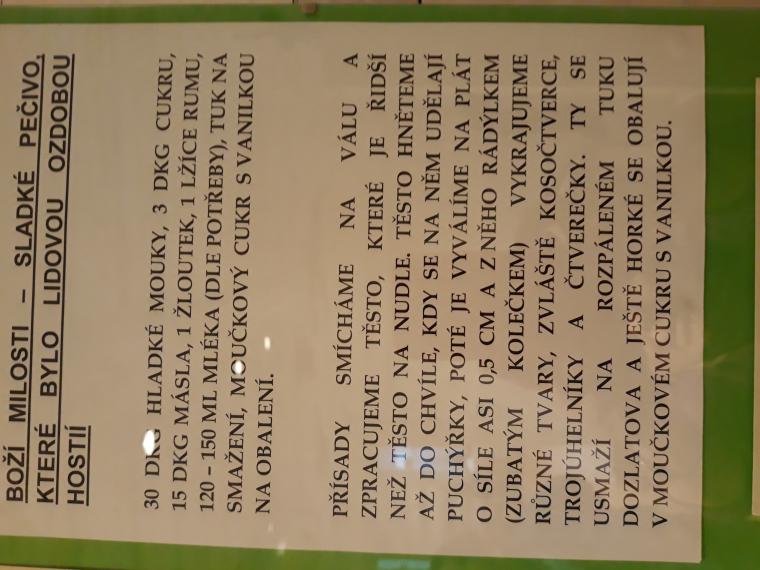 BOŽÍ MILOSTI – SLADKÉ PEČIVO,
KTERÉ BYLO LIDOVOU OZDOBOU
HOSTIÍ
30 DKG HLADKÉ MOUKY, 3 DKG CUKRU,
15 DKG MÁSLA, 1 ŽLOUTEK, 1 LŽÍCE RUMU,
120 – 150 ML MLÉKA (DLE POTŘEBY), TUK NA
SMAŽENÍ, MOUČKOVÝ CUKR S VANILKOU
NA OBALENÍ.
PŘÍSADY SMÍCHÁME NA VÁLU A
ZPRACUJEME TĚSTO, KTERÉ JE ŘIDŠÍ
NEŽ TĚSTO NA NUDLE. TĚSTO HNĚTEME
AŽ DO CHVÍLE, KDY SE NA NĚM UDĚLAJÍ
PUCHÝŘKY, POTÉ JE VYVÁLÍME NA PLÁT
O SÍLE ASI 0,5 CM A Z NĚHO RÁDÝLKEM
(ZUBATÝM KOLEČKEM) VYKRAJUJEME
RŮZNÉ TVARY, ZVLÁŠTĚ KOSOČTVERCE,
TROJÚHELNÍKY A ČTVEREČKY. TY SE
USMAŽÍ NA ROZPÁLENÉM TUKU
DOZLATOVA A JEŠTĚ HORKÉ SE OBALUJÍ
V MOUČKOVÉM CUKRU S VANILKOU.